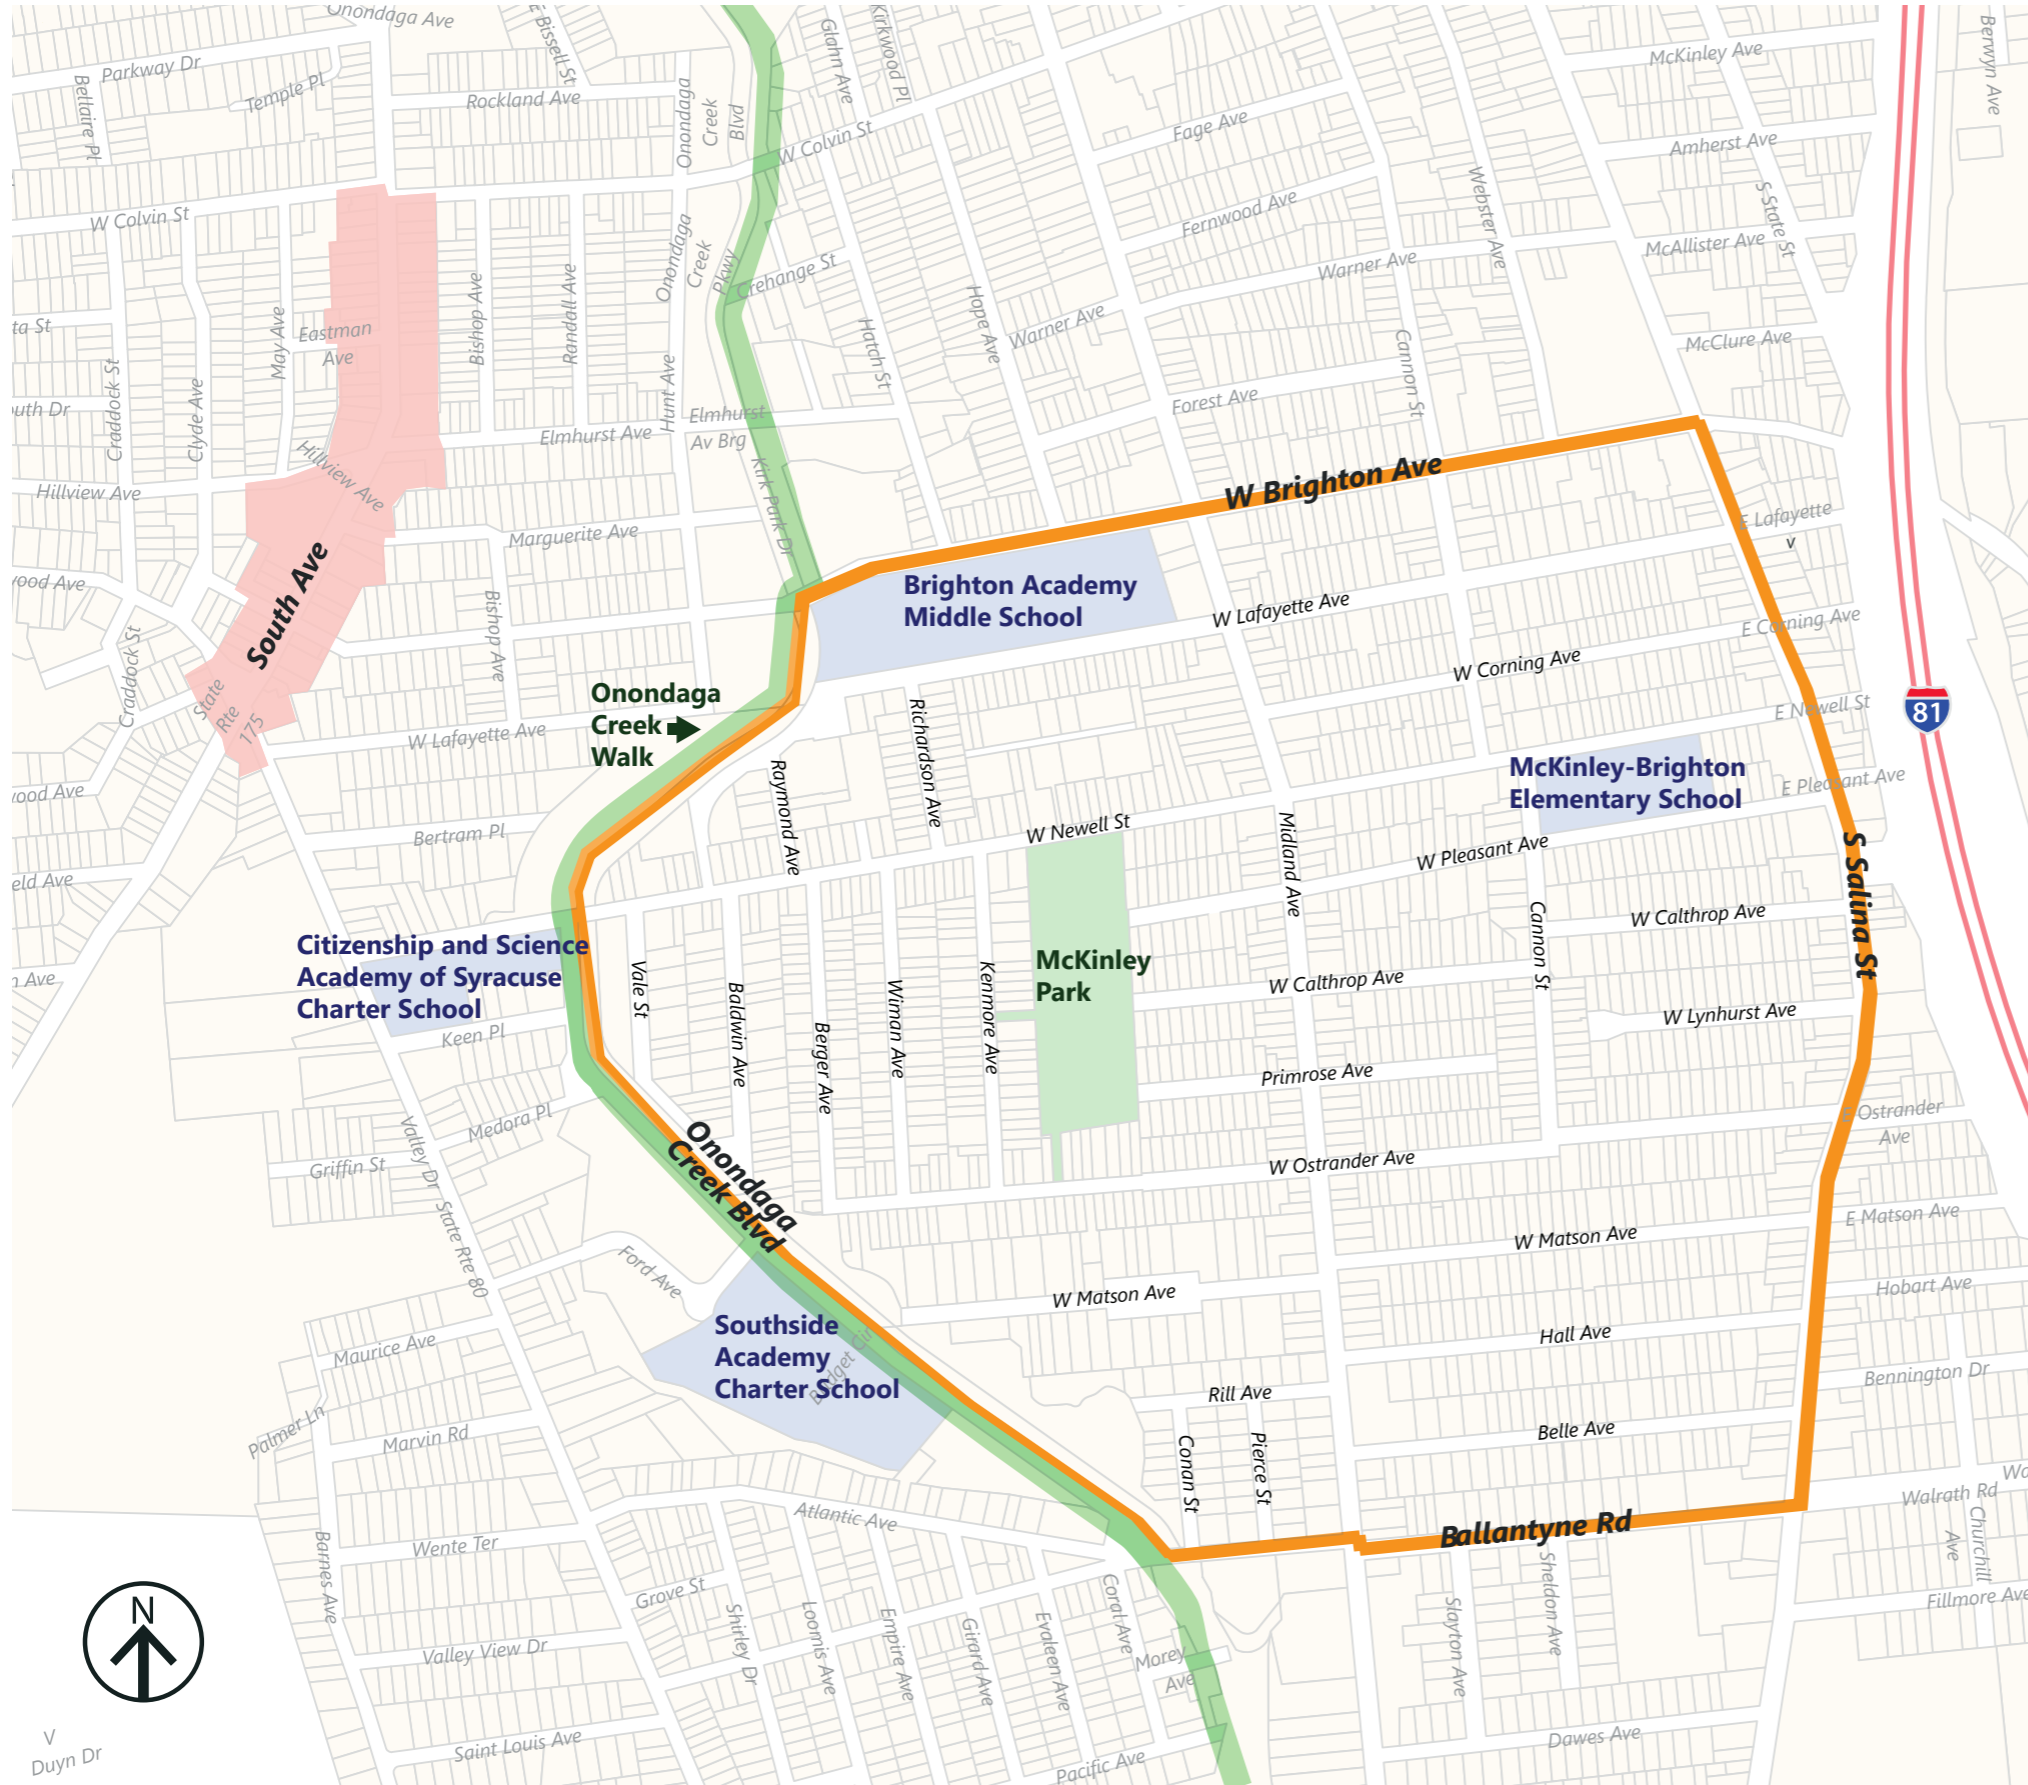 Onondaga Ave
E Bissell St
Glahn Ave
Kirkwood Pl
Berwyn Ave
McKinley Ave
Parkway Dr
Temple Pl
Bellaire Pl
Rockland Ave
Onondaga
Creek
Blvd
W Colvin St
Fage Ave
Amherst Ave
Webster Ave
S State St
W Colvin St
Fernwood Ave
McAllister Ave
Onondaga
Creek
Pkwy
Crehange St
Warner Ave
Hope Ave
Warner Ave
McClure Ave
ta St
May Ave
Eastman
Ave
Bishop Ave
Randall Ave
Hunt Ave
Hatch St
Cannon St
Craddock St
Clyde Ave
uth Dr
Forest Ave
Elmhurst Ave
Elmhurst
Av Brg
Hillview Ave
Hillview Ave
Kirk Park Dr
W Brighton Ave
E Lafayette
v
Marguerite Ave
South Ave
Brighton Academy
Middle School
W Lafayette Ave
E Corning Ave
wood Ave
Bishop Ave
Craddock St
State
Rte
175
W Corning Ave
E Newell St
Onondaga
Creek
Walk
81
W Lafayette Ave
Richardson Ave
Raymond Ave
McKinley-Brighton
Elementary School
E Pleasant Ave
ood Ave
Bertram Pl
W Newell St
Midland Ave
W Pleasant Ave
S Salina St
eld Ave
Citizenship and Science
Academy of Syracuse
Charter School
Keen Pl
Vale St
Baldwin Ave
Berger Ave
Wiman Ave
Kenmore Ave
McKinley
Park
W Calthrop Ave
Cannon St
W Calthrop Ave
W Lynhurst Ave
n Ave
Primrose Ave
E Ostrander
Ave
Medora Pl
Griffin St
Valley Dr
State Rte 80
Onondaga
Creek Blvd
W Ostrander Ave
W Matson Ave
E Matson Ave
Ford Ave
W Matson Ave
Hobart Ave
Southside
Academy
Charter School
Hall Ave
Maurice Ave
Bennington Dr
Rill Ave
Conan St
Pierce St
Belle Ave
Palmer Ln
Marvin Rd
Walrath Rd
Wa
Churchill
Ave
Ballantyne Rd
Atlantic Ave
Wente Ter
Barnes Ave
Grove St
Shirley Dr
Loomis Ave
Empire Ave
Girard Ave
Evaleen Ave
Coral Ave
Morey
Ave
Slayton Ave
Sheldon Ave
Fillmore Ave
N
Valley View Dr
Saint Louis Ave
Pacific Ave
Dawes Ave
V
Duyn Dr